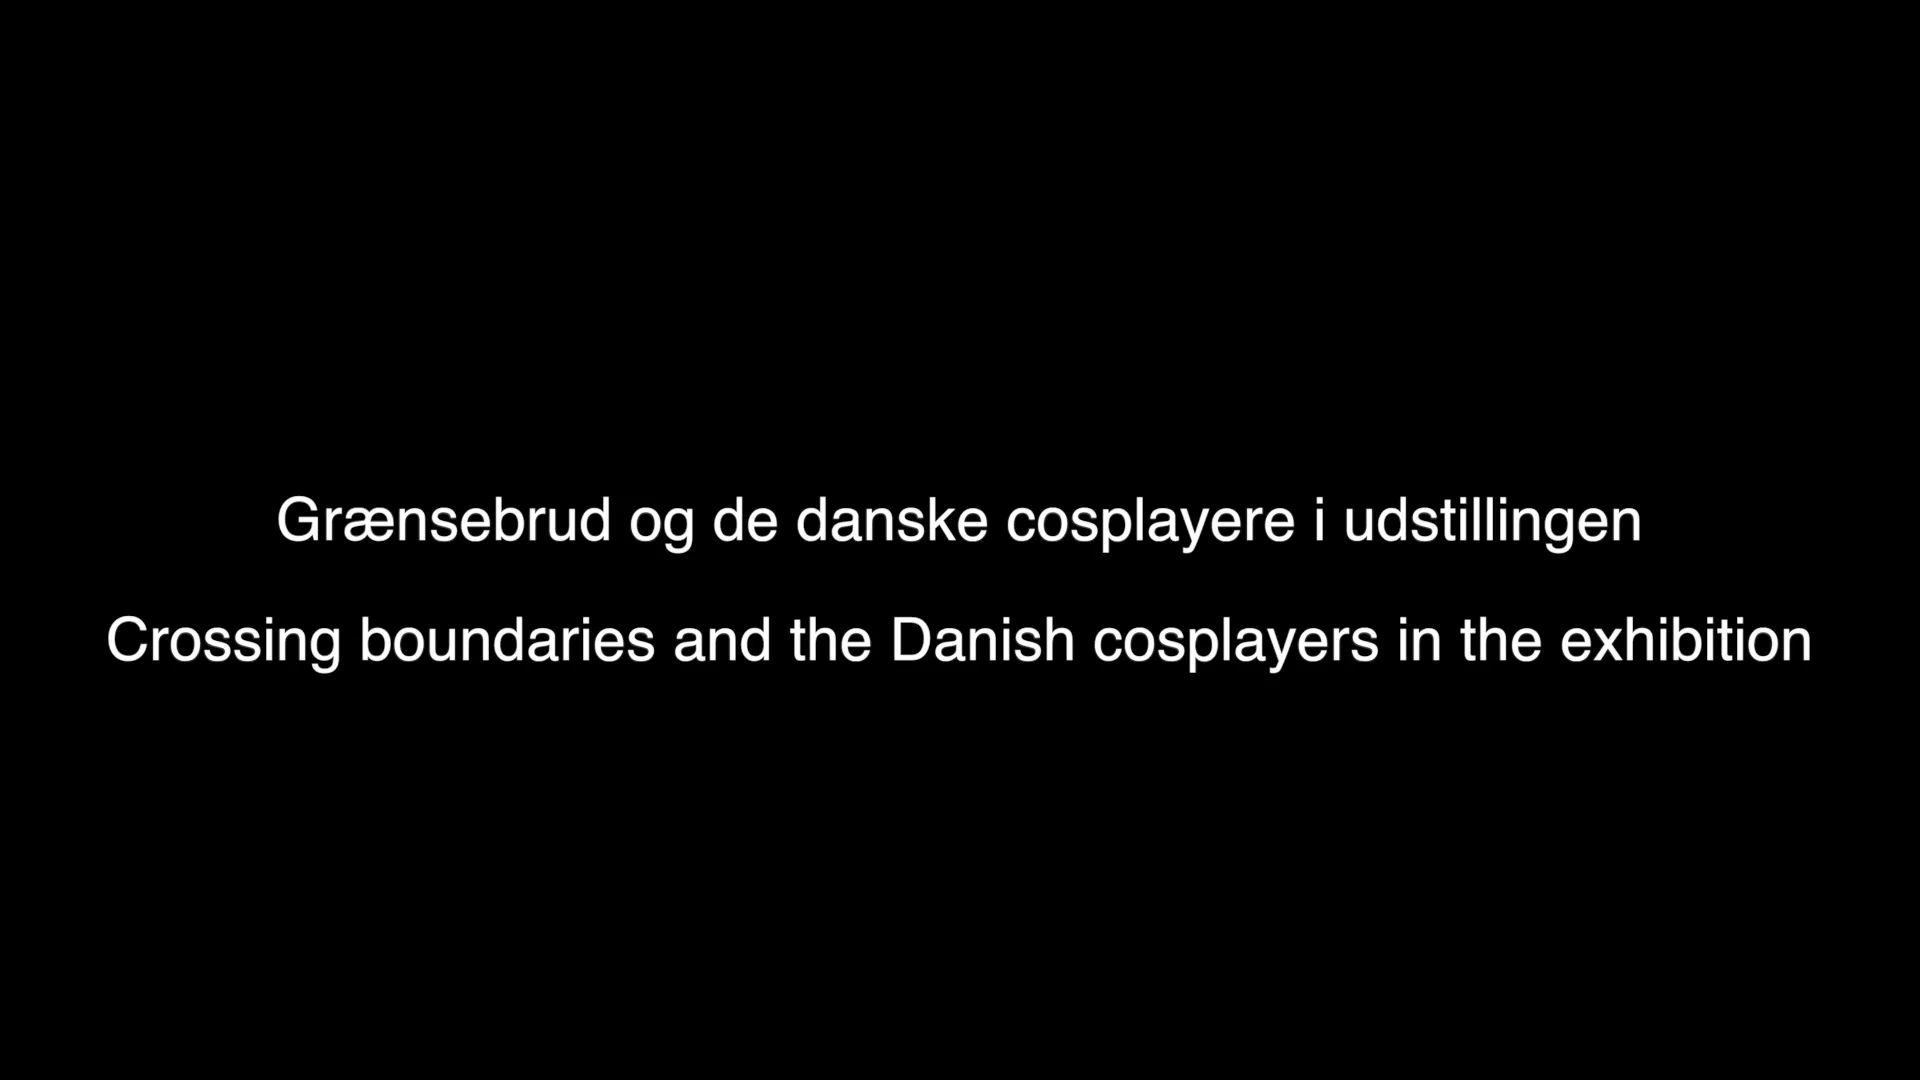 Grænsebrud og de danske cosplayere i udstillingen
Crossing boundaries and the Danish cosplayers in the exhibition